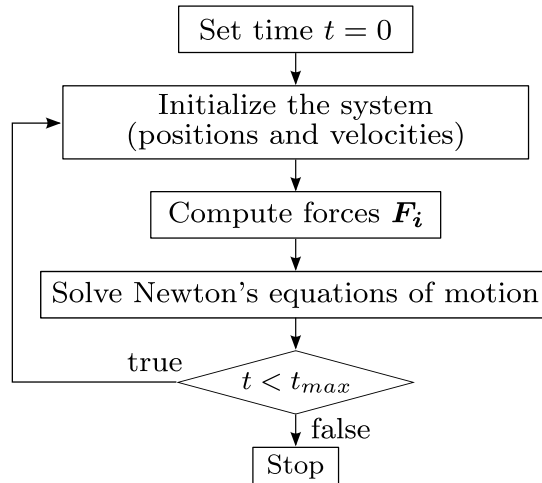 Set time t = 0
Initialize the system
(positions and velocities)
Compute forces F_i
Solve Newton's equations of motion
true
t < t_max
false
Stop